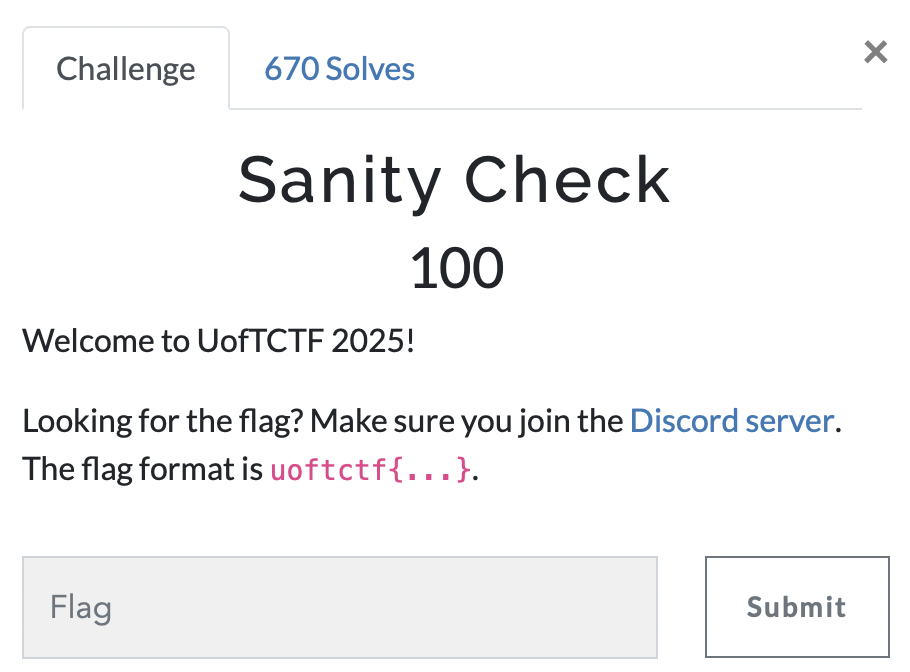 Challenge
670 Solves
×
Sanity Check
100
Welcome to UofTCTF 2025!
Looking for the flag? Make sure you join the Discord server.
The flag format is uoftctf{...}.
Flag
Submit